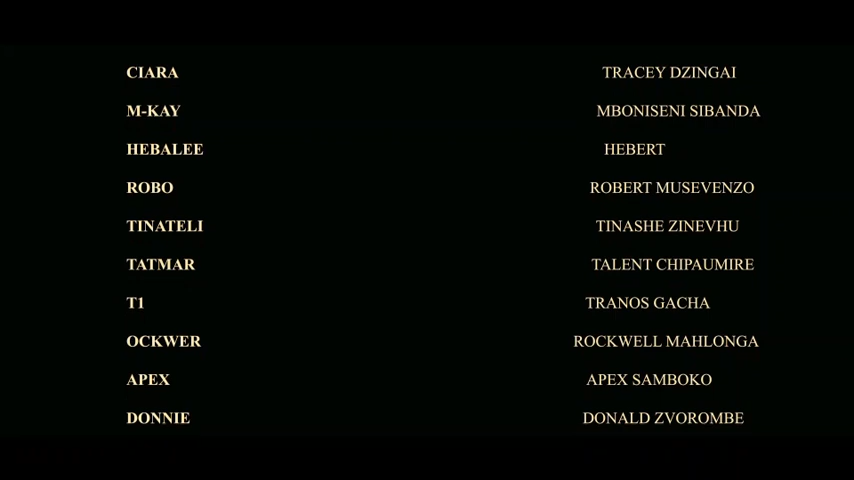 CIARA TRACEY DZINGAI
M-KAY MBONISENI SIBANDA
HEBALEE HEBERT
ROBO ROBERT MUSEVENZO
TINATELI TINASHE ZINEVHU
TATMAR TALENT CHIPAUMIRE
T1 TRANOS GACHA
OCKWER ROCKWELL MAHLONGA
APEX APEX SAMBOKO
DONNIE DONALD ZVOROMBE